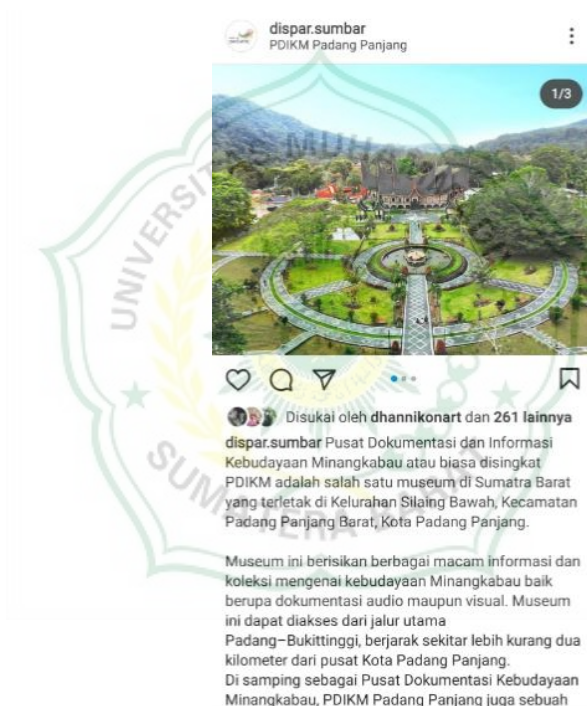 dispar.sumbar
PDIKM Padang Panjang
1/3
Disukai oleh dhannikonart dan 261 lainnya
dispar.sumbar Pusat Dokumentasi dan Informasi
Kebudayaan Minangkabau atau biasa disingkat
PDIKM adalah salah satu museum di Sumatra Barat
yang terletak di Kelurahan Silaing Bawah, Kecamatan
Padang Panjang Barat, Kota Padang Panjang.
Museum ini berisikan berbagai macam informasi dan
koleksi mengenai kebudayaan Minangkabau baik
berupa dokumentasi audio maupun visual. Museum
ini dapat diakses dari jalur utama
Padang–Bukittinggi, berjarak sekitar lebih kurang dua
kilometer dari pusat Kota Padang Panjang.
Di samping sebagai Pusat Dokumentasi Kebudayaan
Minangkabau, PDIKM Padang Panjang juga sebuah
UNIVERSIT
MUH
SUMATERA BARAT